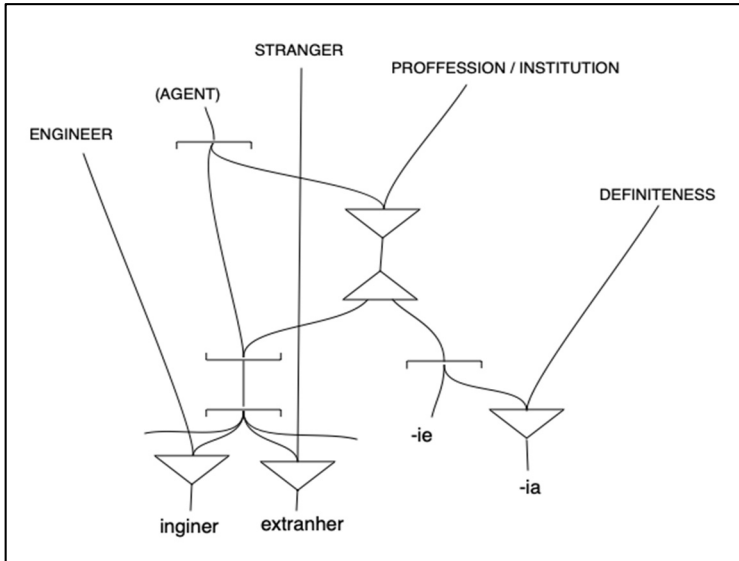 STRANGER
PROFFESSION / INSTITUTION
(AGENT)
ENGINEER
DEFINITENESS
-ie
-ia
inginer
extranher